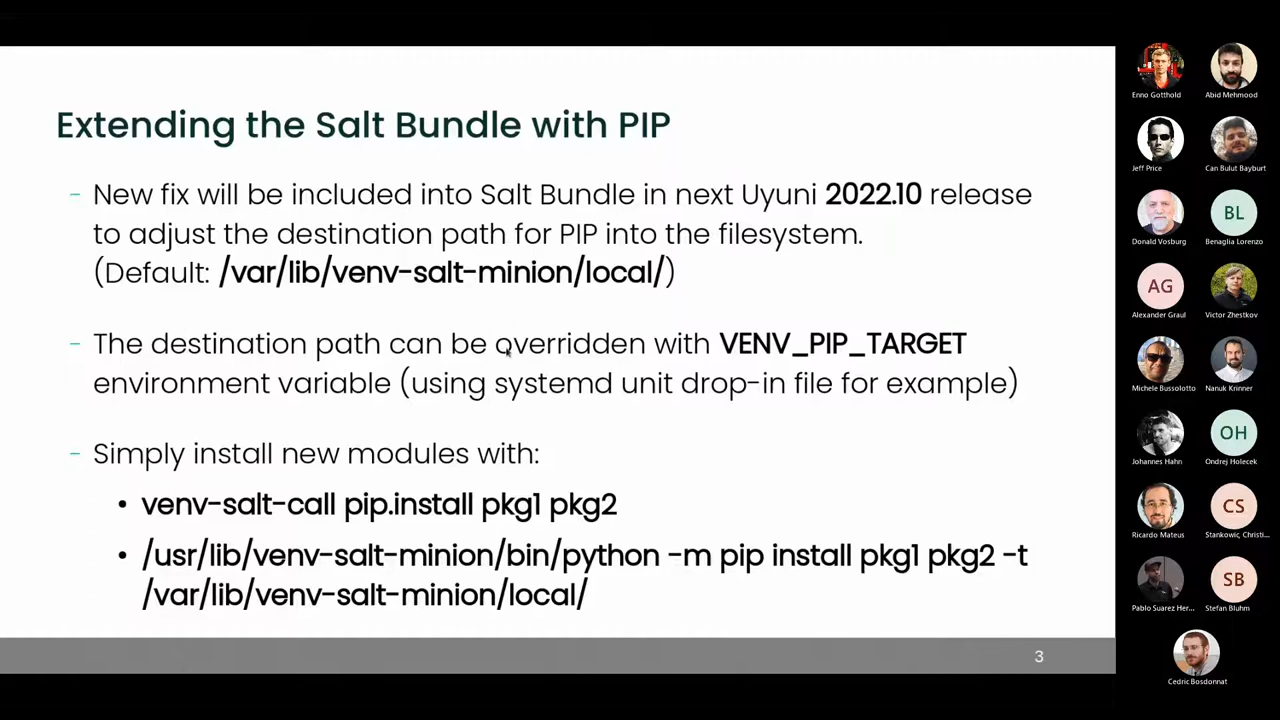 Extending the Salt Bundle with PIP
- New fix will be included into Salt Bundle in next Uyuni 2022.10 release
to adjust the destination path for PIP into the filesystem.
(Default: /var/lib/venv-salt-minion/local/)
- The destination path can be overridden with VENV_PIP_TARGET
environment variable (using systemd unit drop-in file for example)
- Simply install new modules with:
• venv-salt-call pip.install pkg1 pkg2
• /usr/lib/venv-salt-minion/bin/python -m pip install pkg1 pkg2 -t
/var/lib/venv-salt-minion/local/
3
Enno Gotthold
Abid Mehmood
Jeff Price
Can Bulut Bayburt
Donald Vosburg
BL
Benaglia Lorenzo
AG
Alexander Graul
Victor Zhestkov
Michele Bussolotto
Nanuk Krinner
Johannes Hahn
OH
Ondrej Holecek
Ricardo Mateus
CS
Stankowic, Christi...
Pablo Suarez Her...
SB
Stefan Bluhm
Cedric Bosdonnat